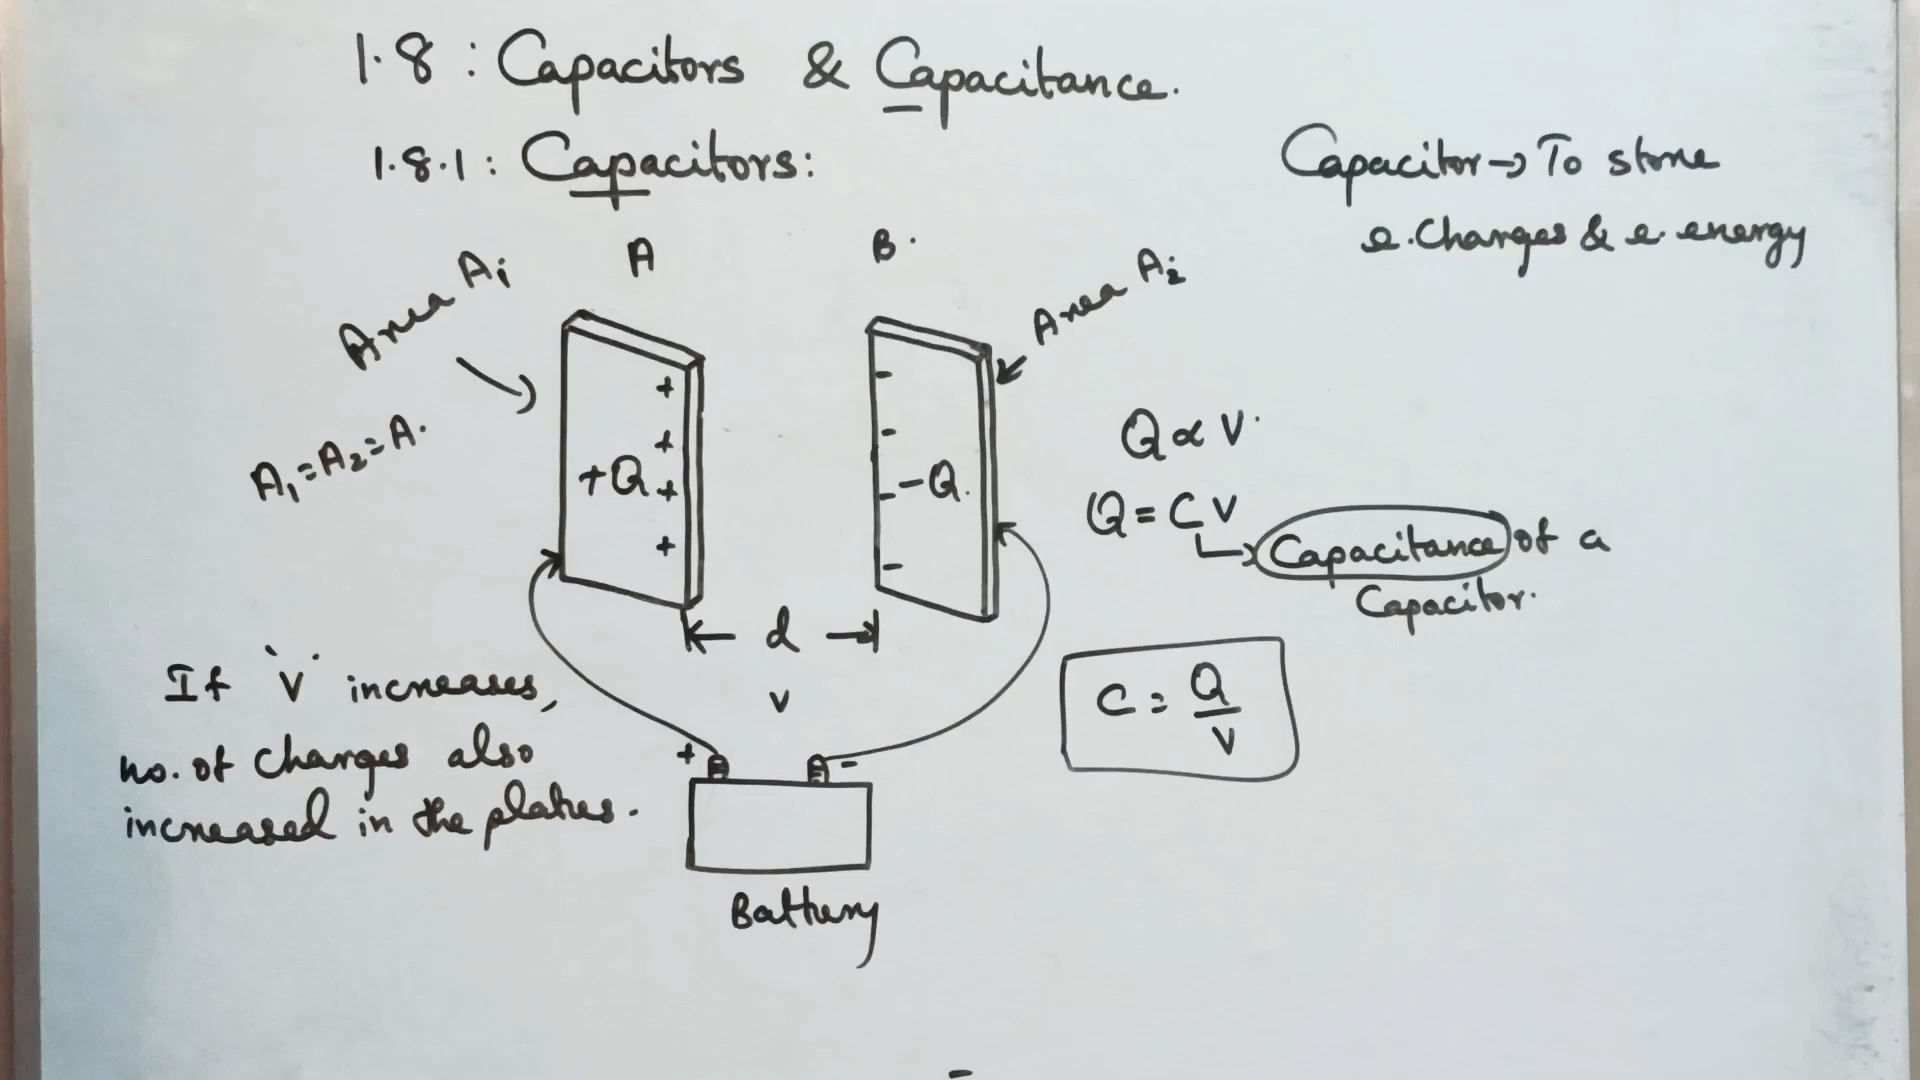 1.8 : Capacitors & Capacitance.
1.8.1 : Capacitors:
Capacitor → To store
e. Charges & e. energy
Area A₁
A
B.
Area A₂
A₁ = A₂ = A.
+
+
+Q +
+
-
-
- -Q.
-
Q ∝ V.
Q = CV
Capacitance of a
Capacitor.
d
V
C = Q/V
If 'V' increases,
no. of charges also
increased in the plates.
+
-
Battery